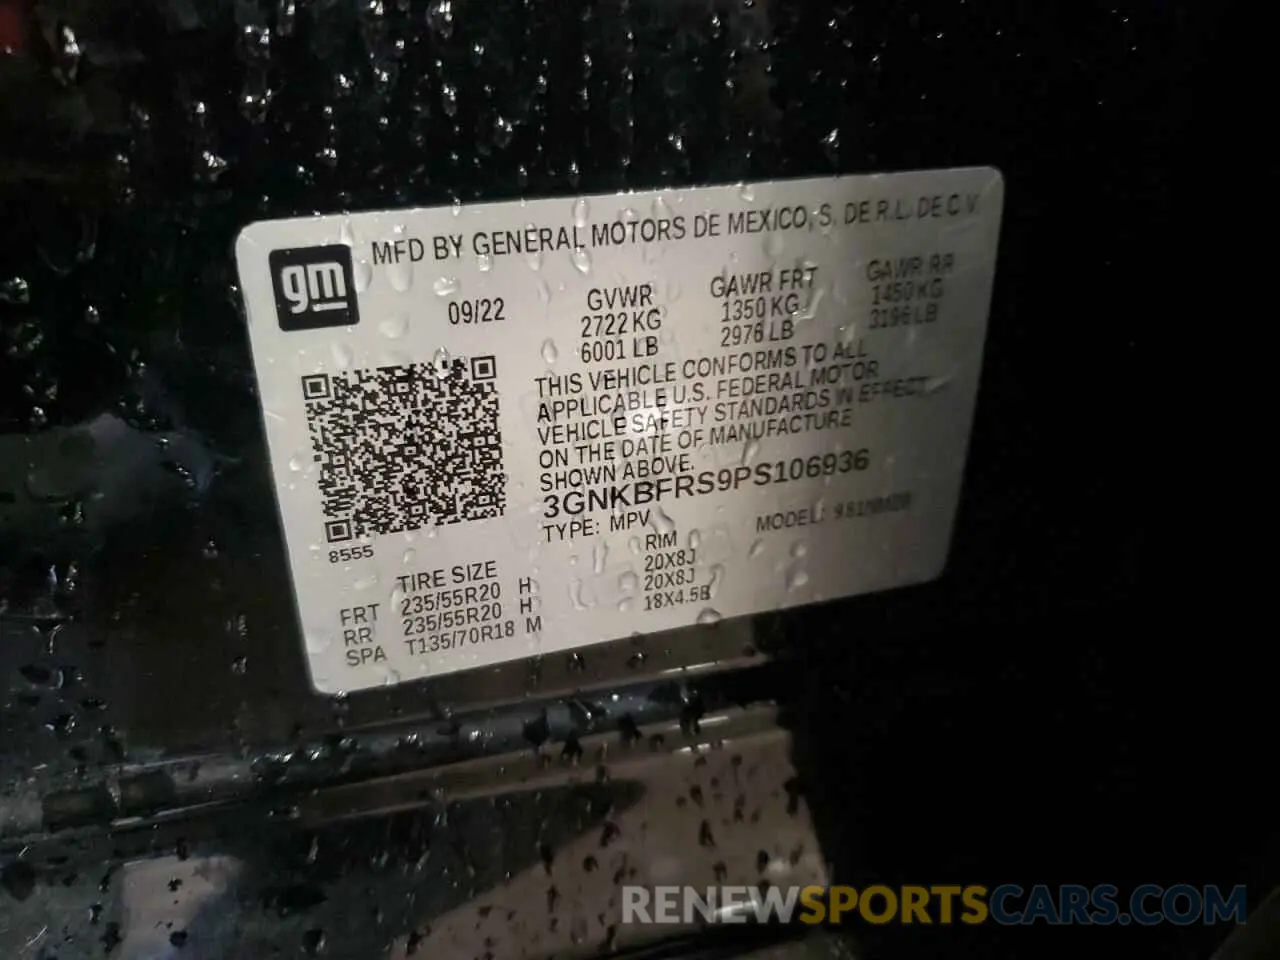 gm
MFD BY GENERAL MOTORS DE MEXICO, S. DE R.L. DE C.V.
09/22
GVWR GAWR FRT GAWR RR
2722 KG 1350 KG 1450 KG
6001 LB 2976 LB 3196 LB
THIS VEHICLE CONFORMS TO ALL
APPLICABLE U.S. FEDERAL MOTOR
VEHICLE SAFETY STANDARDS IN EFFECT
ON THE DATE OF MANUFACTURE
SHOWN ABOVE.
3GNKBFRS9PS106936
TYPE: MPV MODEL:
8555
TIRE SIZE RIM
FRT 235/55R20 H 20X8J
RR 235/55R20 H 20X8J
SPA T135/70R18 M 18X4.5B
RENEWSPORTSCARS.COM